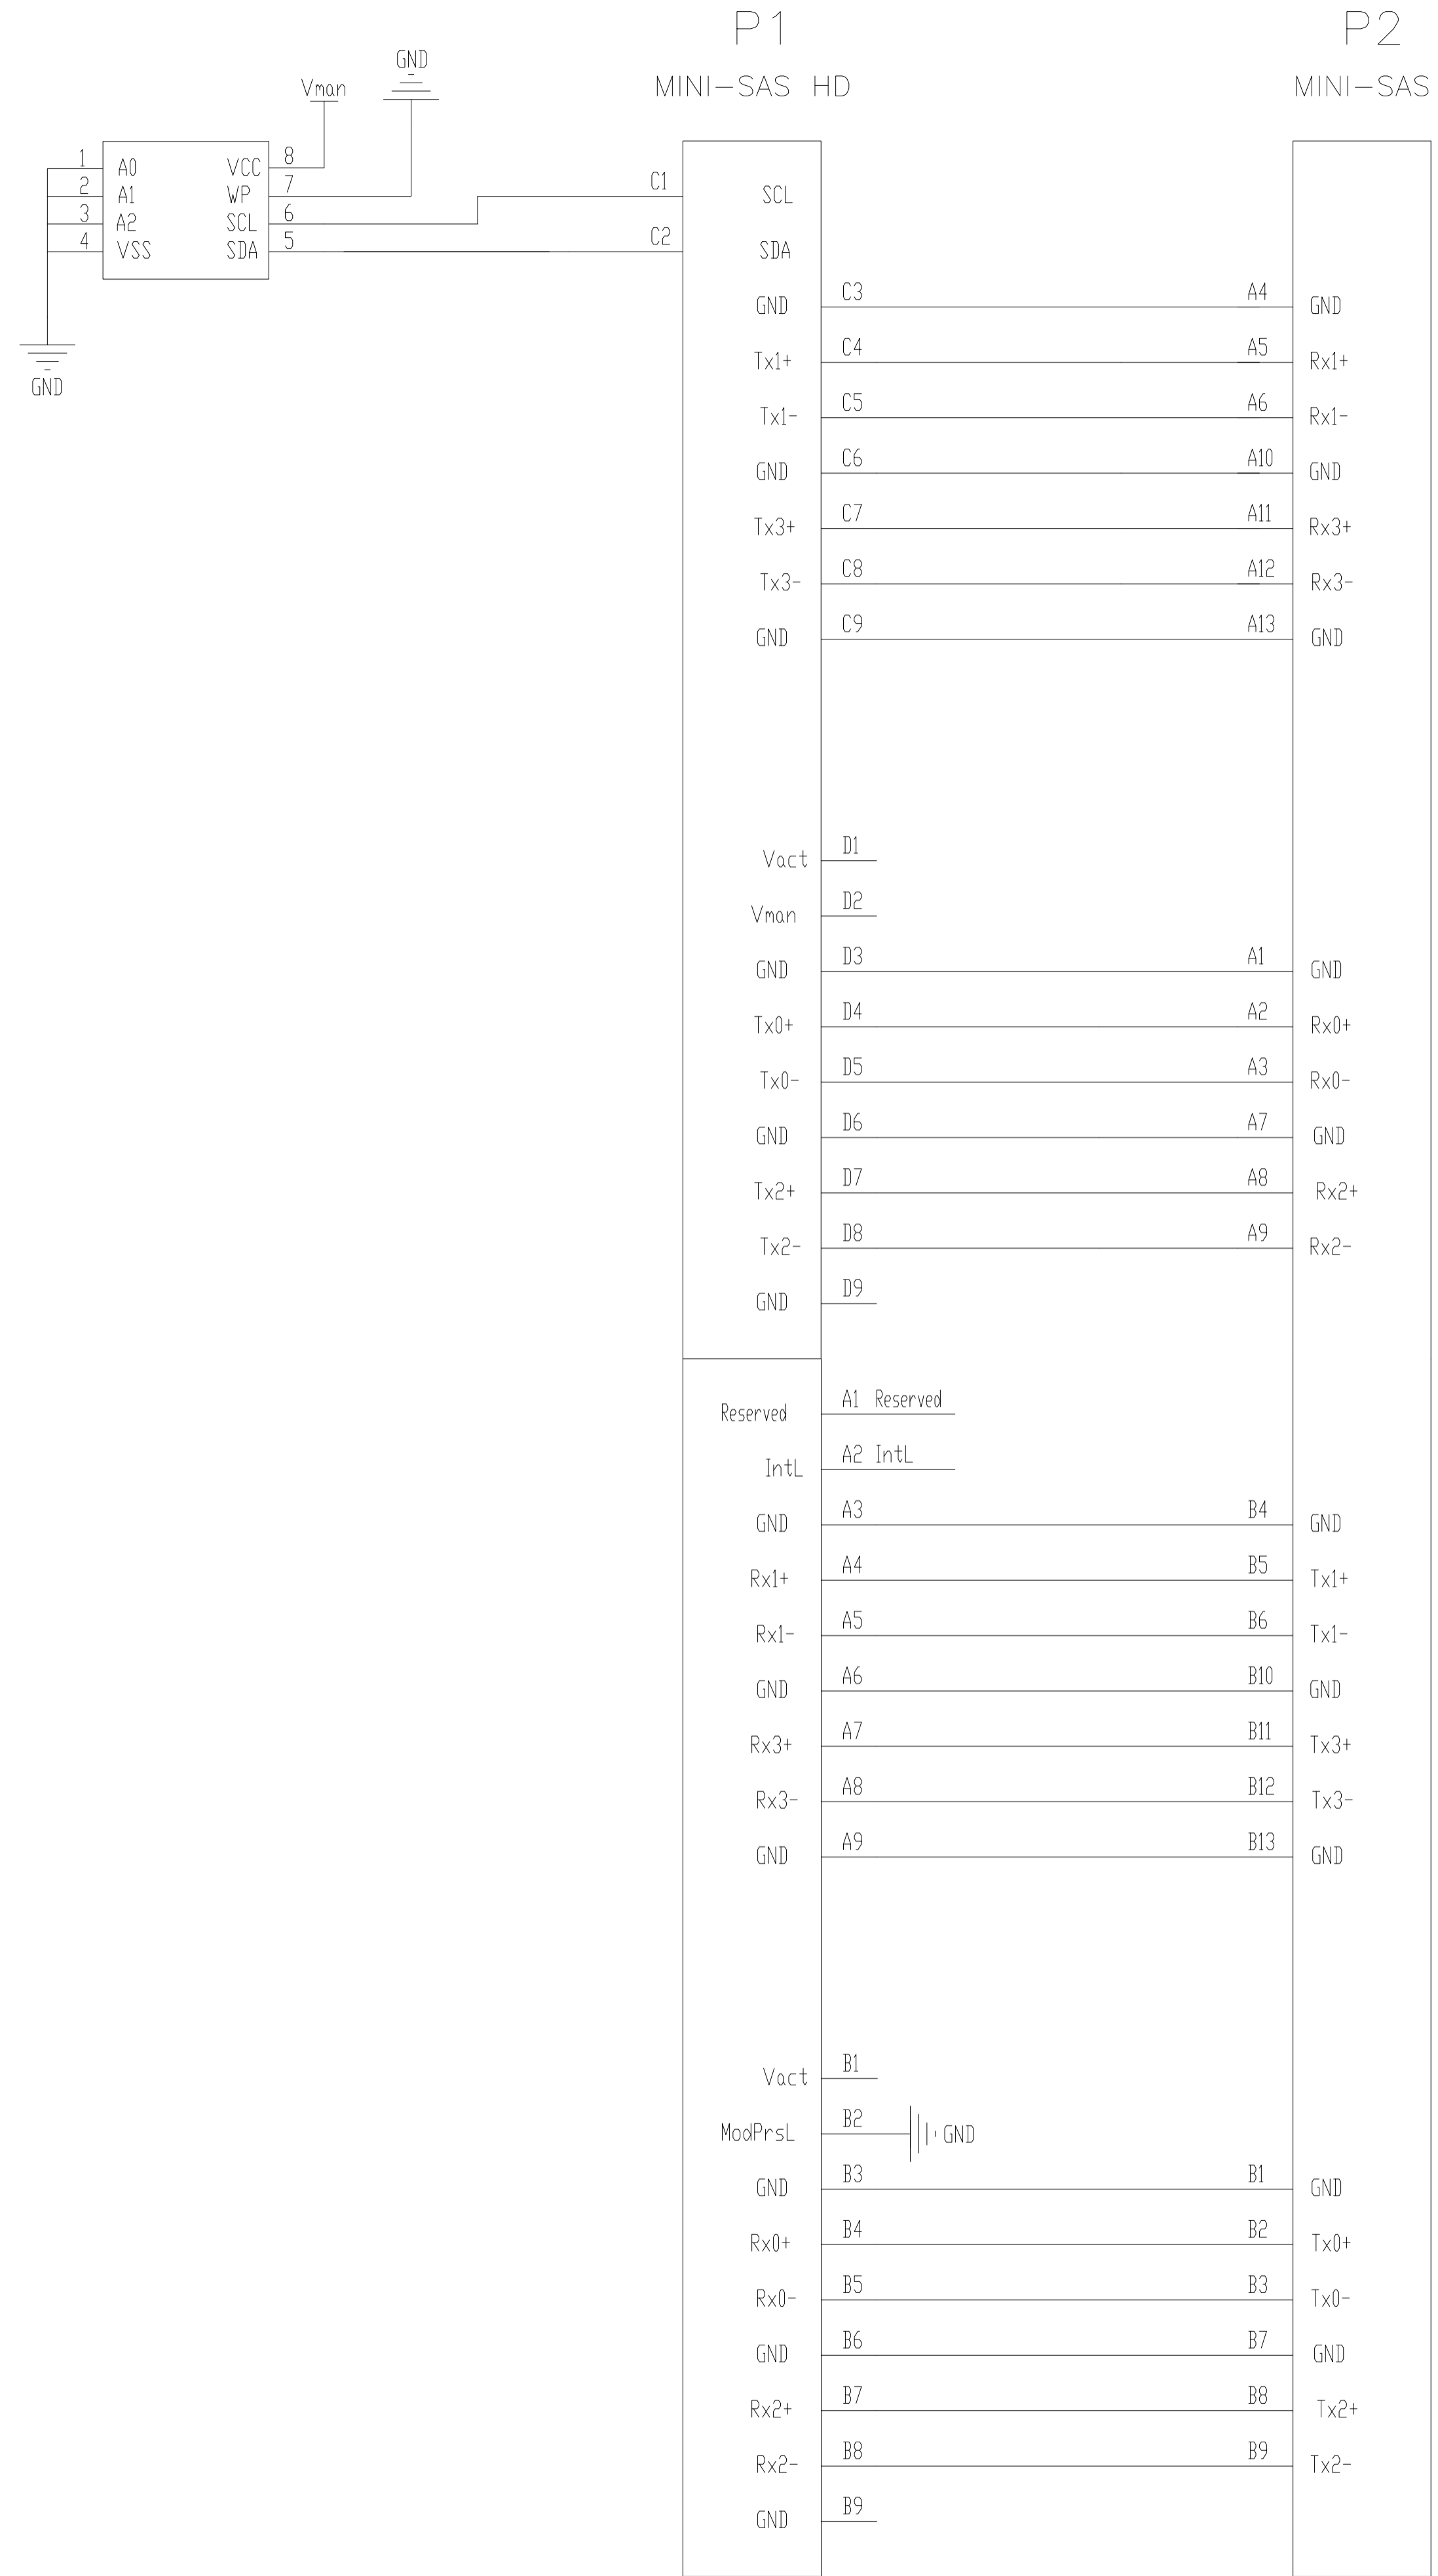 P1 P2
MINI-SAS HD MINI-SAS
GND
Vman
1 A0 VCC 8
2 A1 WP 7
3 A2 SCL 6
4 VSS SDA 5
GND
C1 SCL
C2 SDA
GND C3 A4 GND
Tx1+ C4 A5 Rx1+
Tx1- C5 A6 Rx1-
GND C6 A10 GND
Tx3+ C7 A11 Rx3+
Tx3- C8 A12 Rx3-
GND C9 A13 GND
Vact D1
Vman D2
GND D3 A1 GND
Tx0+ D4 A2 Rx0+
Tx0- D5 A3 Rx0-
GND D6 A7 GND
Tx2+ D7 A8 Rx2+
Tx2- D8 A9 Rx2-
GND D9
Reserved A1 Reserved
IntL A2 IntL
GND A3 B4 GND
Rx1+ A4 B5 Tx1+
Rx1- A5 B6 Tx1-
GND A6 B10 GND
Rx3+ A7 B11 Tx3+
Rx3- A8 B12 Tx3-
GND A9 B13 GND
Vact B1
ModPrsL B2 GND
GND B3 B1 GND
Rx0+ B4 B2 Tx0+
Rx0- B5 B3 Tx0-
GND B6 B7 GND
Rx2+ B7 B8 Tx2+
Rx2- B8 B9 Tx2-
GND B9